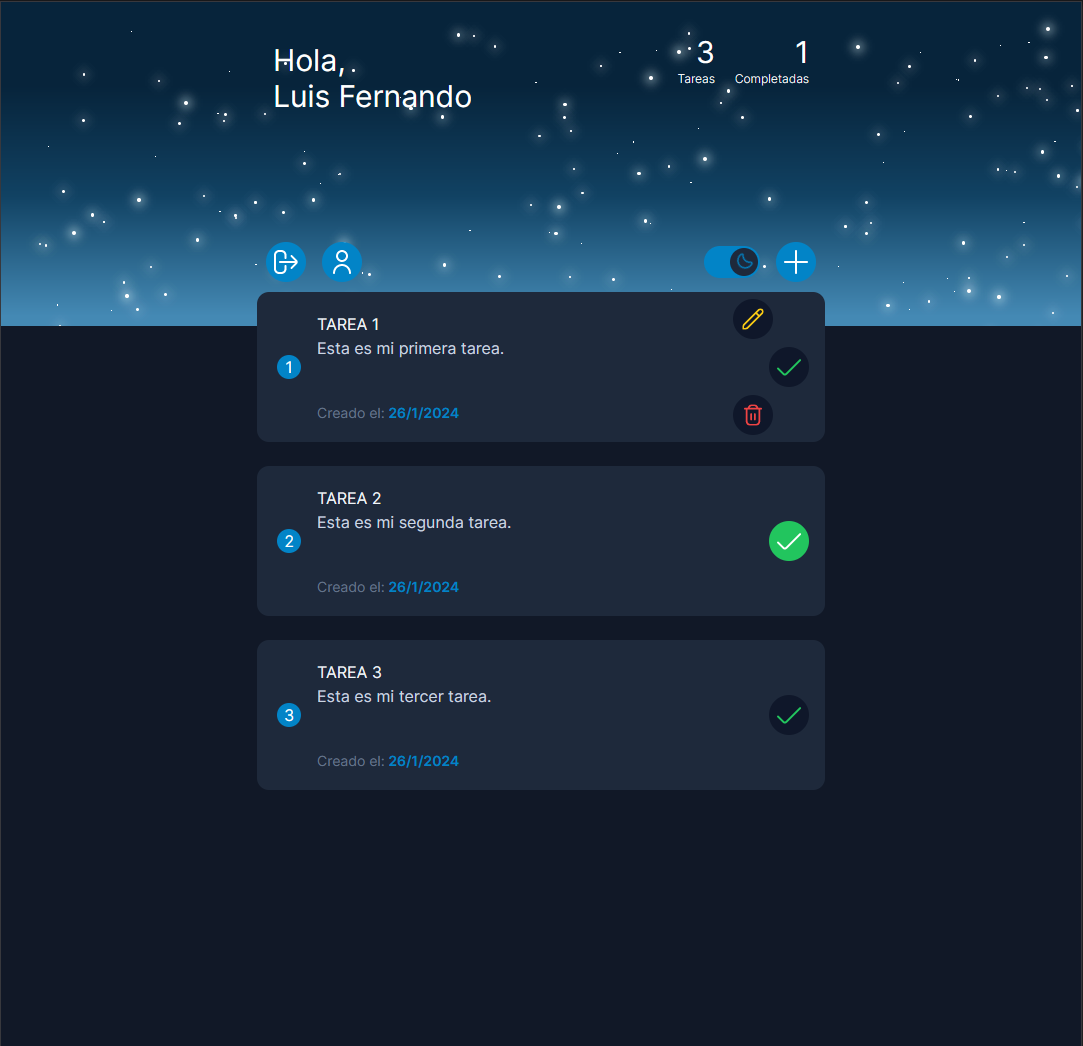 Hola,
Luis Fernando
3
Tareas
1
Completadas
TAREA 1
Esta es mi primera tarea.
1
Creado el: 26/1/2024
TAREA 2
Esta es mi segunda tarea.
2
Creado el: 26/1/2024
TAREA 3
Esta es mi tercer tarea.
3
Creado el: 26/1/2024